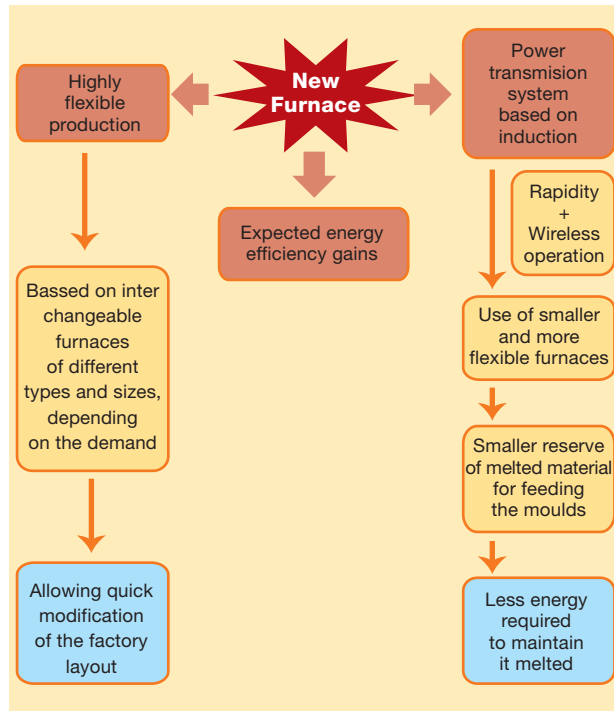 New
Furnace
Highly
flexible
production
Bassed on inter
changeable
furnaces
of different
types and sizes,
depending
on the demand
Allowing quick
modification
of the factory
layout
Expected energy
efficiency gains
Power
transmision
system
based on
induction
Rapidity
+
Wireless
operation
Use of smaller
and more
flexible furnaces
Smaller reserve
of melted material
for feeding
the moulds
Less energy
required
to maintain
it melted